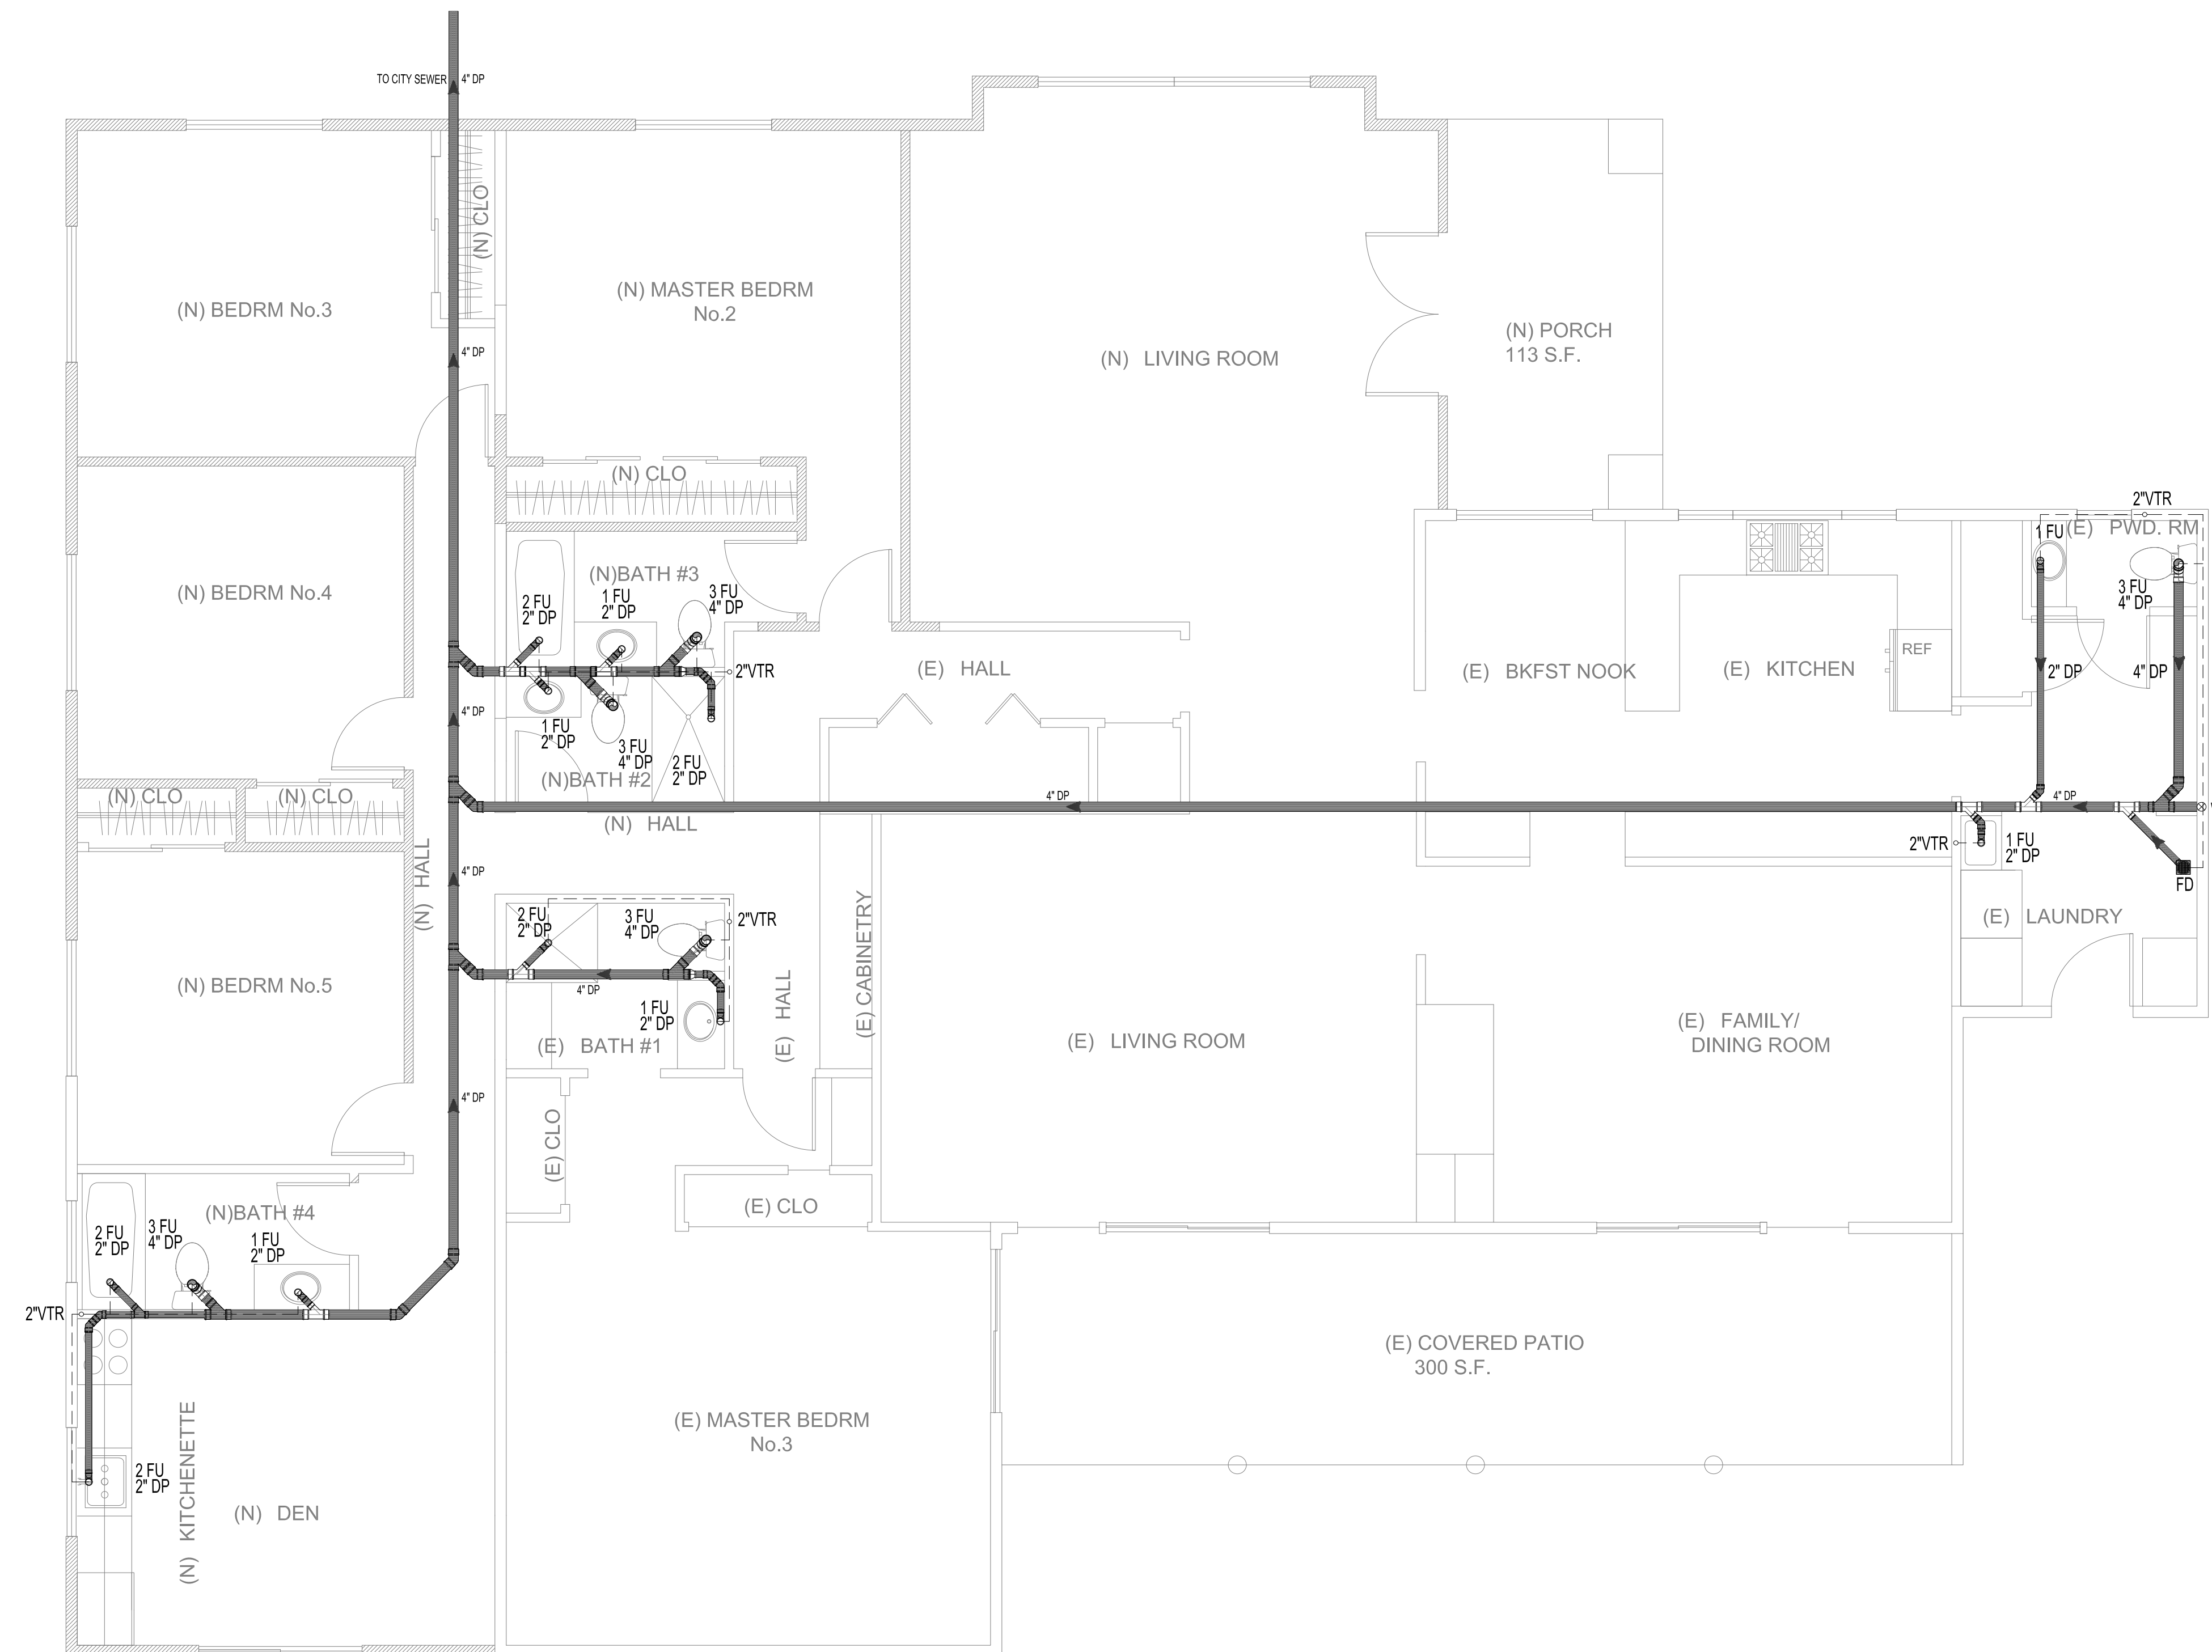 TO CITY SEWER
4" DP
(N) CLO
(N) BEDRM No.3
(N) MASTER BEDRM
No.2
(N) PORCH
113 S.F.
4" DP
(N) LIVING ROOM
(N) CLO
2"VTR
1 FU
(E) PWD. RM
(N) BEDRM No.4
(N)BATH #3
2 FU
2" DP
1 FU
2" DP
3 FU
4" DP
3 FU
4" DP
2"VTR
(E) HALL
(E) BKFST NOOK
(E) KITCHEN
REF
2" DP
4" DP
4" DP
1 FU
2" DP
3 FU
4" DP
2 FU
2" DP
(N)BATH #2
(N) CLO
(N) CLO
4" DP
4" DP
(N) HALL
(N) HALL
2"VTR
1 FU
2" DP
FD
4" DP
(E) LAUNDRY
2 FU
2" DP
3 FU
4" DP
2"VTR
(E) CABINETRY
(N) BEDRM No.5
4" DP
1 FU
2" DP
(E) HALL
(E) BATH #1
(E) LIVING ROOM
(E) FAMILY/
DINING ROOM
4" DP
(E) CLO
(E) CLO
(N)BATH #4
2 FU
2" DP
3 FU
4" DP
1 FU
2" DP
2"VTR
(E) COVERED PATIO
300 S.F.
(E) MASTER BEDRM
No.3
2 FU
2" DP
(N) KITCHENETTE
(N) DEN